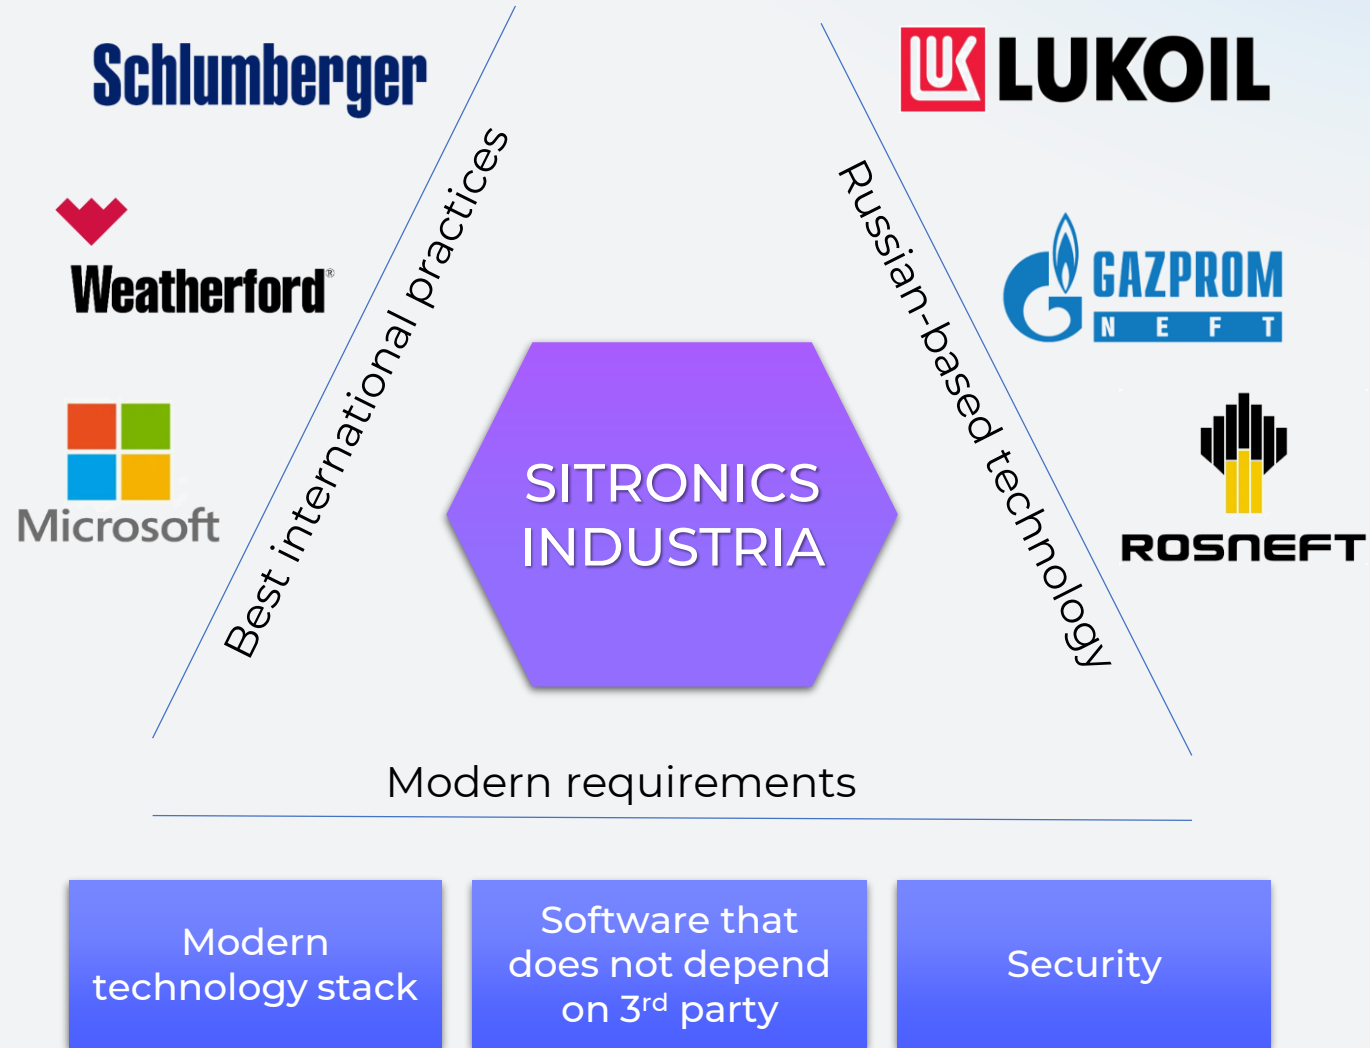 Schlumberger
LUKOIL
Weatherford®
GAZPROM
NEFT
Microsoft
ROSNEFT
Best international practices
Russian-based technology
SITRONICS
INDUSTRIA
Modern requirements
Modern
technology stack
Software that
does not depend
on 3rd party
Security